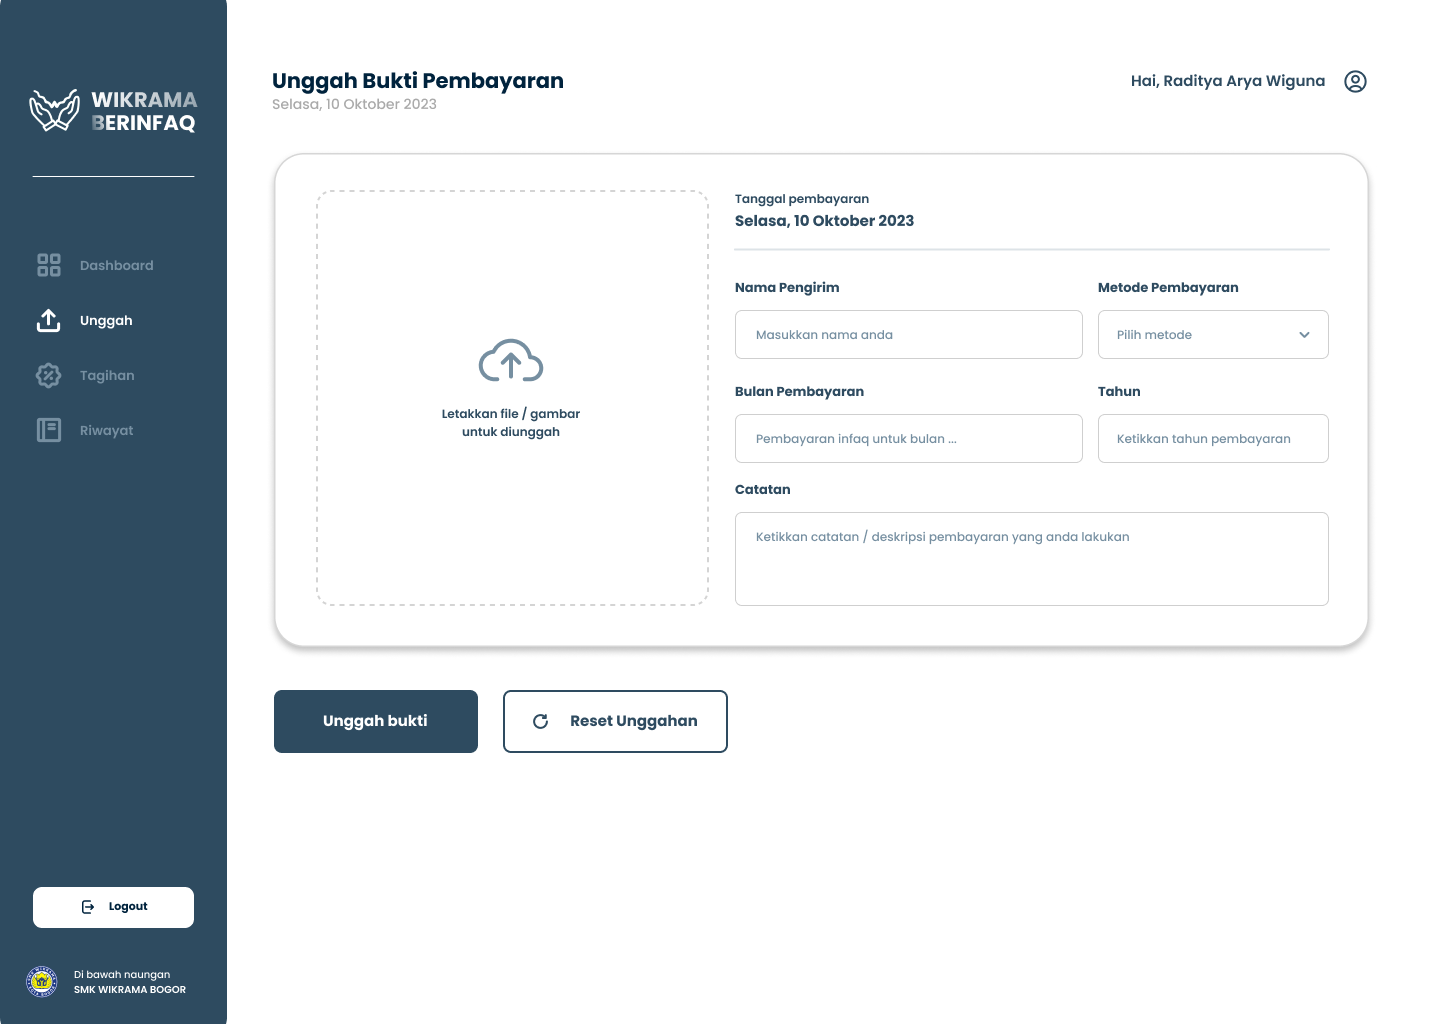 WIKRAMA
BERINFAQ
Dashboard
Unggah
Tagihan
Riwayat
Logout
Di bawah naungan
SMK WIKRAMA BOGOR
Unggah Bukti Pembayaran
Selasa, 10 Oktober 2023
Hai, Raditya Arya Wiguna
Letakkan file / gambar
untuk diunggah
Tanggal pembayaran
Selasa, 10 Oktober 2023
Nama Pengirim
Masukkan nama anda
Metode Pembayaran
Pilih metode
Bulan Pembayaran
Pembayaran infaq untuk bulan ...
Tahun
Ketikkan tahun pembayaran
Catatan
Ketikkan catatan / deskripsi pembayaran yang anda lakukan
Unggah bukti
Reset Unggahan